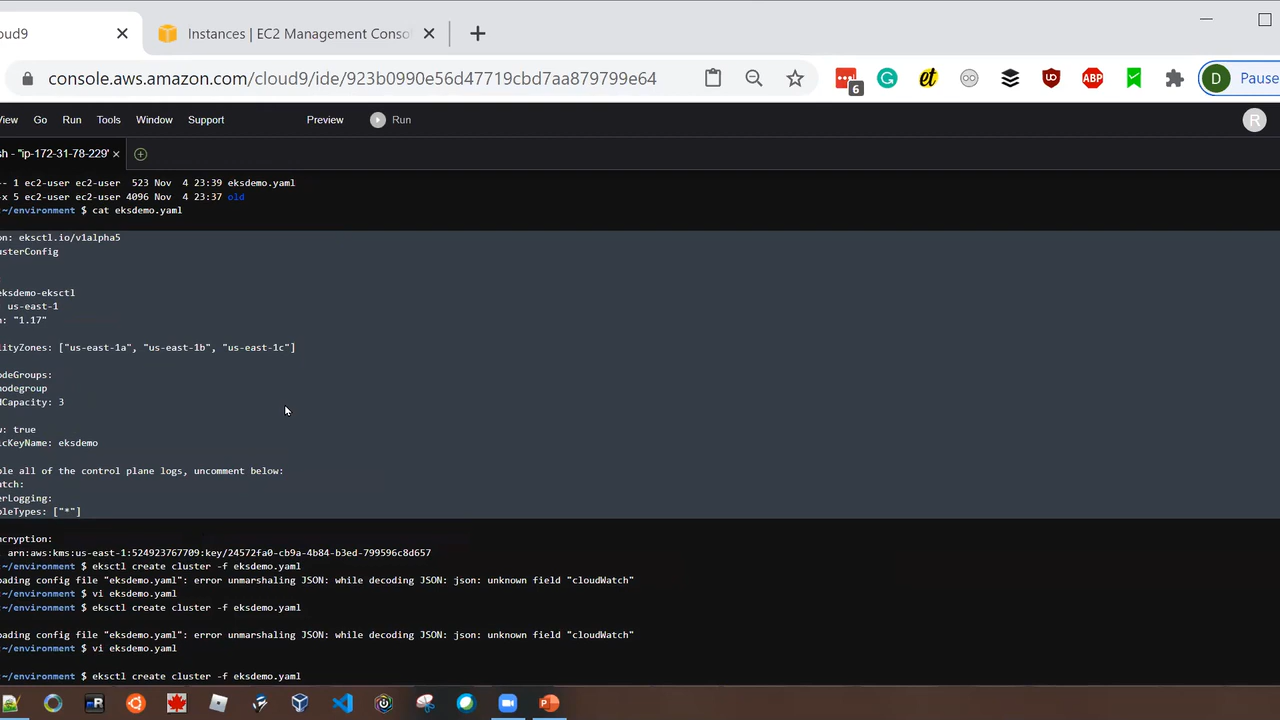 oud9
Instances | EC2 Management Conso
console.aws.amazon.com/cloud9/ide/923b0990e56d47719cbd7aa879799e64
6
et
ABP
D
Pause
View Go Run Tools Window Support Preview Run
R
sh - "ip-172-31-78-229'
-- 1 ec2-user ec2-user  523 Nov  4 23:39 eksdemo.yaml
-x 5 ec2-user ec2-user 4096 Nov  4 23:37 old
:~/environment $ cat eksdemo.yaml
on: eksctl.io/v1alpha5
usterConfig
eksdemo-eksctl
us-east-1
n: "1.17"
lityZones: ["us-east-1a", "us-east-1b", "us-east-1c"]
odeGroups:
nodegroup
dCapacity: 3
w: true
icKeyName: eksdemo
ble all of the control plane logs, uncomment below:
atch:
erLogging:
bleTypes: ["*"]
ncryption:
arn:aws:kms:us-east-1:524923767709:key/24572fa0-cb9a-4b84-b3ed-799596c8d657
:~/environment $ eksctl create cluster -f eksdemo.yaml
oading config file "eksdemo.yaml": error unmarshaling JSON: while decoding JSON: json: unknown field "cloudWatch"
:~/environment $ vi eksdemo.yaml
:~/environment $ eksctl create cluster -f eksdemo.yaml
oading config file "eksdemo.yaml": error unmarshaling JSON: while decoding JSON: json: unknown field "cloudWatch"
:~/environment $ vi eksdemo.yaml
:~/environment $ eksctl create cluster -f eksdemo.yaml